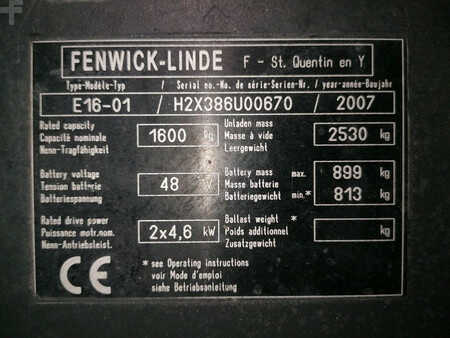 FENWICK-LINDE F - St. Quentin en Y
Type-Modèle-Typ / Serial no.-No. de série-Serien-Nr. / year-année-Baujahr
E16-01 / H2X386U00670 / 2007
Rated capacity
Capacité nominale
Nenn-Tragfähigkeit
1600 kg
Unladen mass
Masse à vide
Leergewicht
2530 kg
Battery voltage
Tension batterie
Batteriespannung
48 V
Battery mass max.
Masse batterie
Batteriegewicht min.*
899 kg
813 kg
Rated drive power
Puissance motr.nom.
Nenn-Antriebsleist.
2x4,6 kW
Ballast weight *
Poids additionnel
Zusatzgewicht
kg
CE
* see Operating instructions
voir Mode d'emploi
siehe Betriebsanleitung